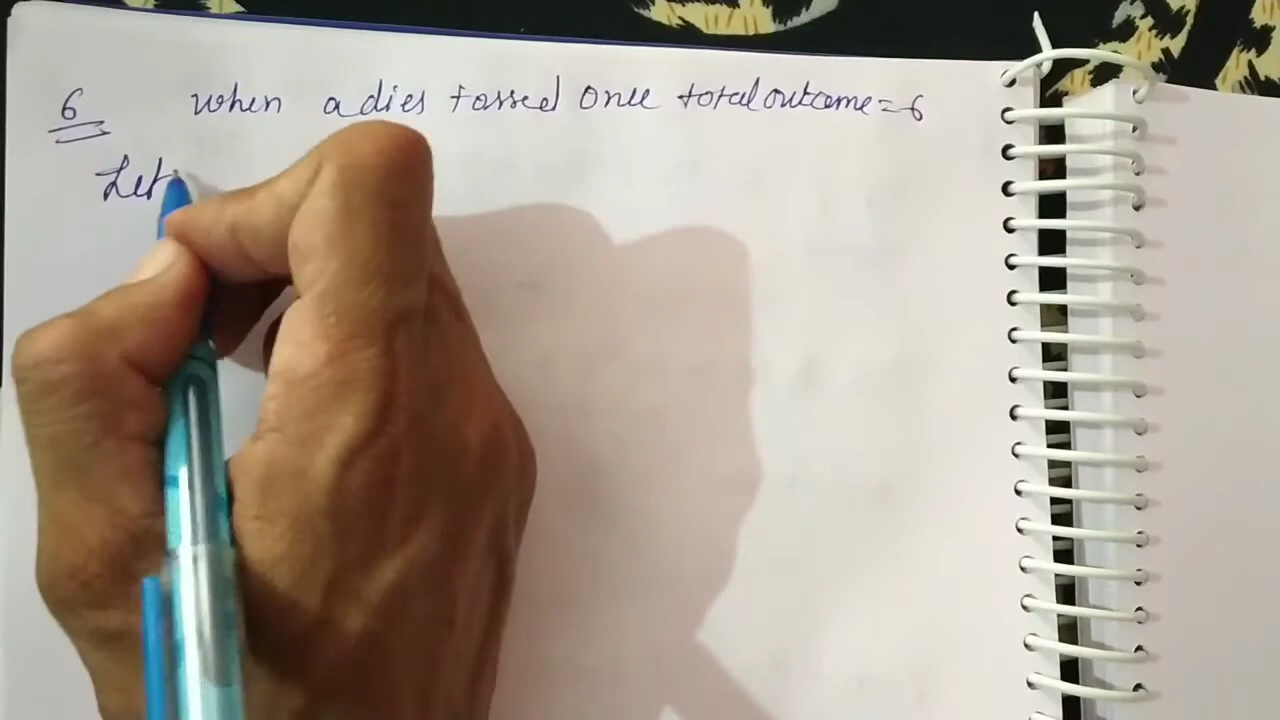 6 when a dies tossed once total outcome = 6
Let